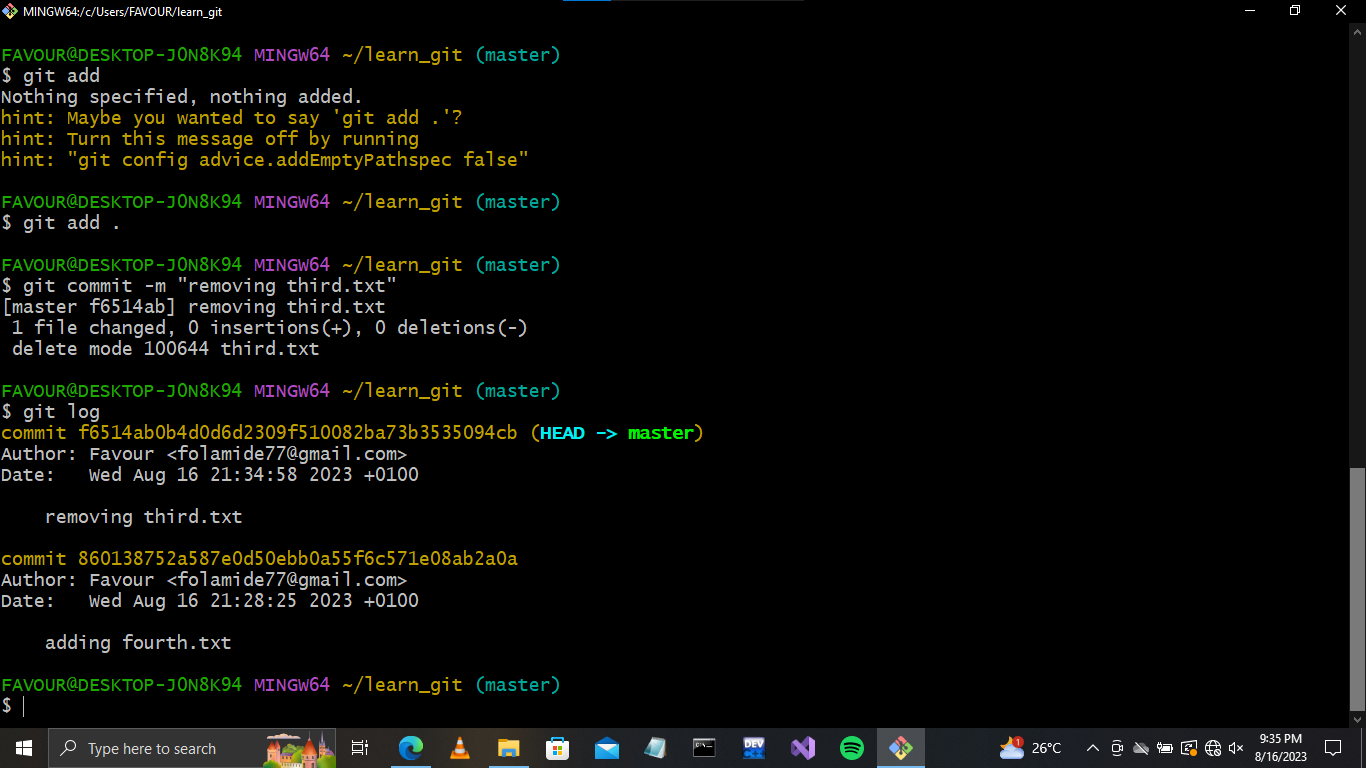 MINGW64:/c/Users/FAVOUR/learn_git
FAVOUR@DESKTOP-J0N8K94 MINGW64 ~/learn_git (master)
$ git add
Nothing specified, nothing added.
hint: Maybe you wanted to say 'git add .'?
hint: Turn this message off by running
hint: "git config advice.addEmptyPathspec false"
FAVOUR@DESKTOP-J0N8K94 MINGW64 ~/learn_git (master)
$ git add .
FAVOUR@DESKTOP-J0N8K94 MINGW64 ~/learn_git (master)
$ git commit -m "removing third.txt"
[master f6514ab] removing third.txt
 1 file changed, 0 insertions(+), 0 deletions(-)
 delete mode 100644 third.txt
FAVOUR@DESKTOP-J0N8K94 MINGW64 ~/learn_git (master)
$ git log
commit f6514ab0b4d0d6d2309f510082ba73b3535094cb (HEAD -> master)
Author: Favour <folamide77@gmail.com>
Date:   Wed Aug 16 21:34:58 2023 +0100
    removing third.txt
commit 860138752a587e0d50ebb0a55f6c571e08ab2a0a
Author: Favour <folamide77@gmail.com>
Date:   Wed Aug 16 21:28:25 2023 +0100
    adding fourth.txt
FAVOUR@DESKTOP-J0N8K94 MINGW64 ~/learn_git (master)
$
Type here to search
DEV
1
26°C
9:35 PM
8/16/2023